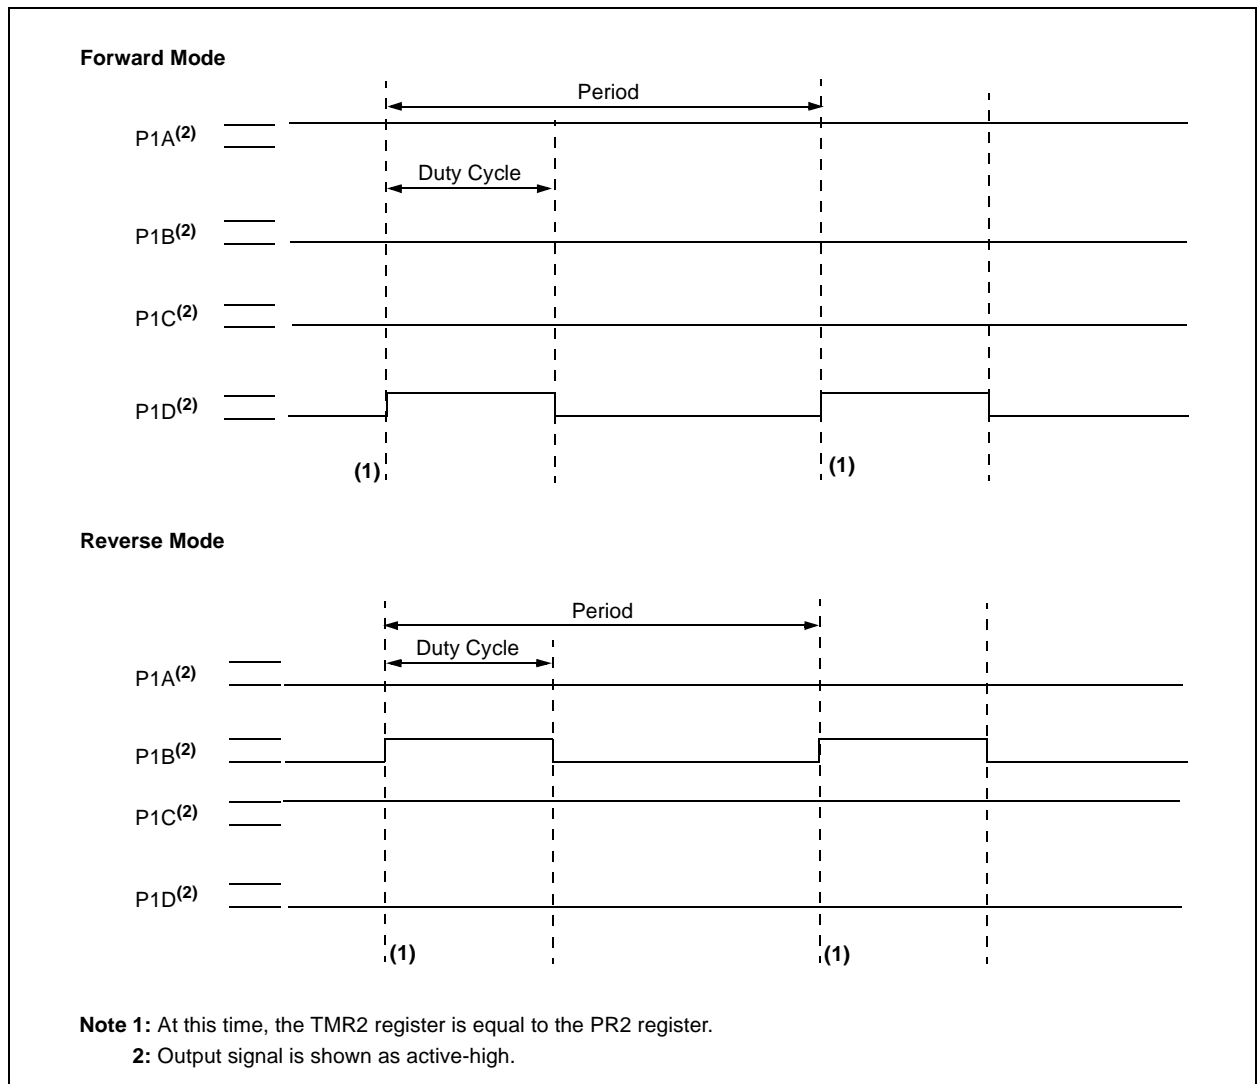 Forward Mode
Period
P1A(2)
Duty Cycle
P1B(2)
P1C(2)
P1D(2)
(1)
(1)
Reverse Mode
Period
Duty Cycle
P1A(2)
P1B(2)
P1C(2)
P1D(2)
(1)
(1)
Note 1: At this time, the TMR2 register is equal to the PR2 register.
2: Output signal is shown as active-high.